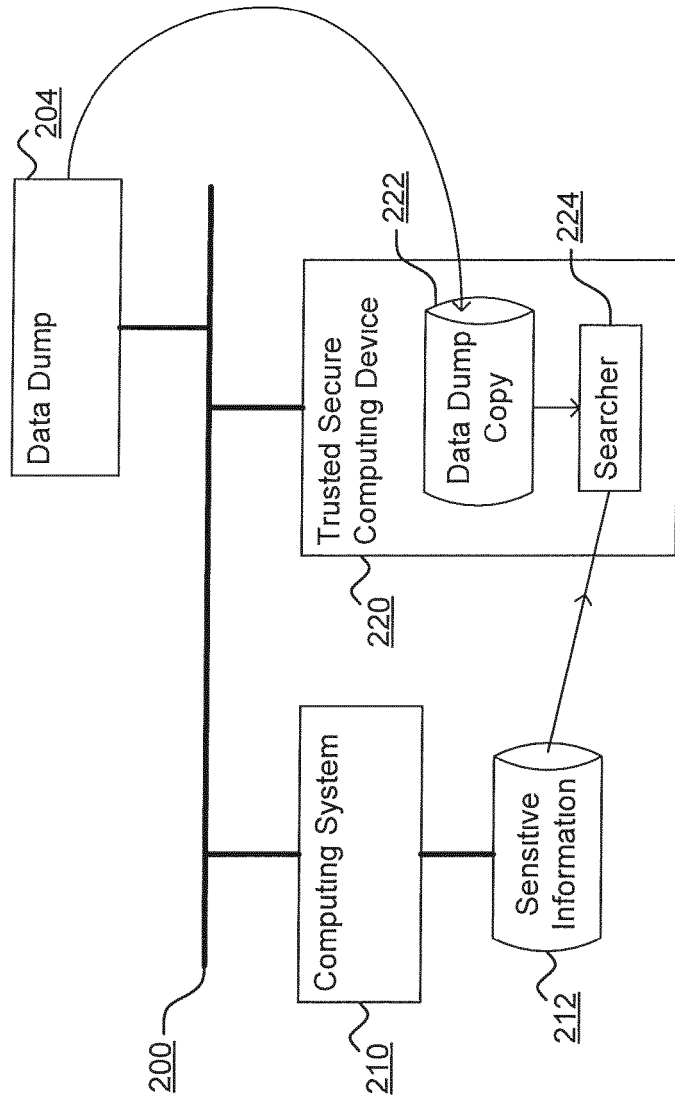 Data Dump
204
200
Computing System
210
Trusted Secure
Computing Device
220
Data Dump
Copy
222
Searcher
224
Sensitive
Information
212